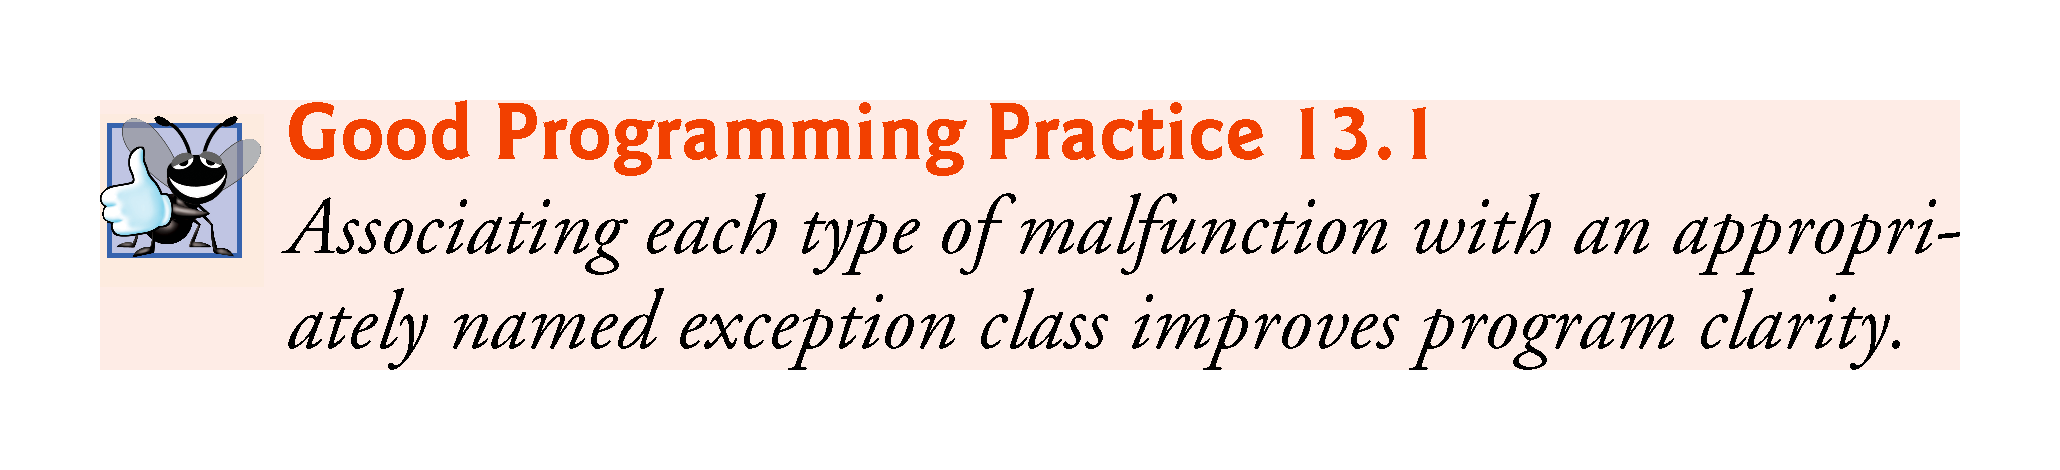 Good Programming Practice 13.1
Associating each type of malfunction with an appropri-
ately named exception class improves program clarity.